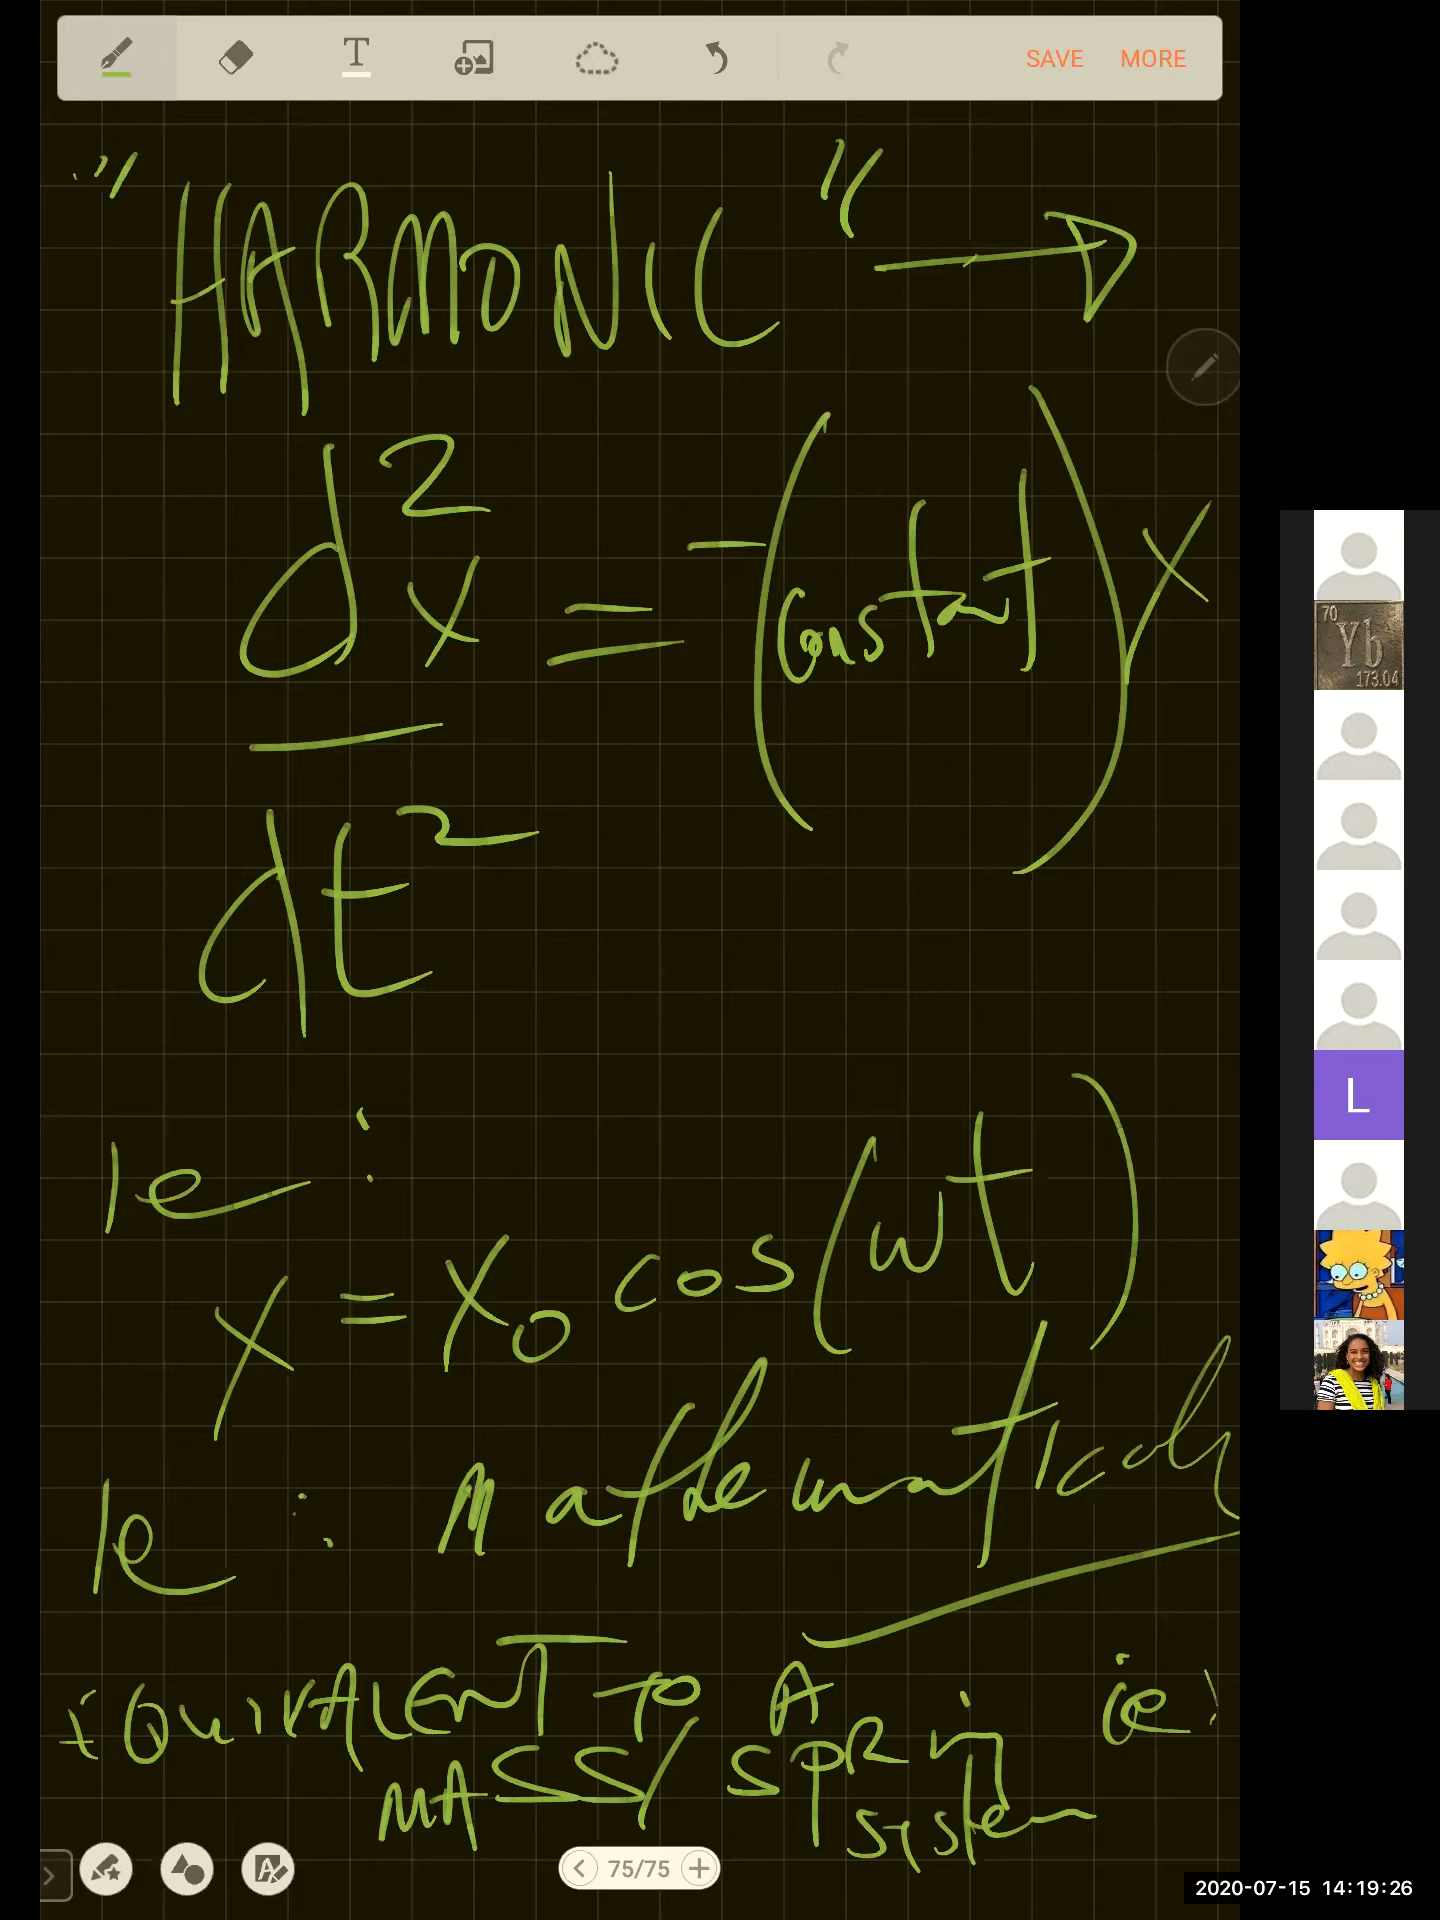 SAVE MORE
"HARMONIC" →
d²x = -(constant) x
dt²
ie :
x = x₀ cos(ωt)
ie : Mathematically
EQUIVALENT TO A
MASS/SPRING ie:
system
75/75
70
Yb
173.04
L
2020-07-15 14:19:26